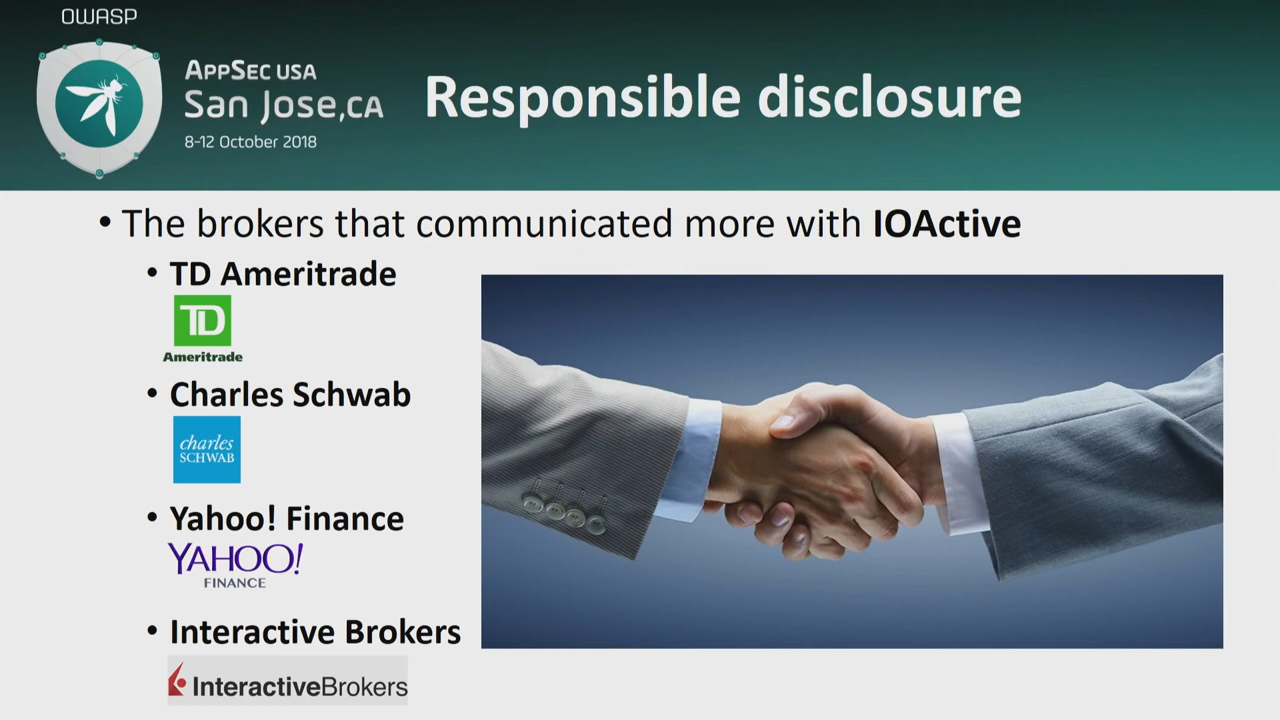 OWASP
APPSEC USA
San Jose,CA
8-12 October 2018
Responsible disclosure
• The brokers that communicated more with IOActive
• TD Ameritrade
TD
Ameritrade
• Charles Schwab
charles
SCHWAB
• Yahoo! Finance
YAHOO!
FINANCE
• Interactive Brokers
InteractiveBrokers